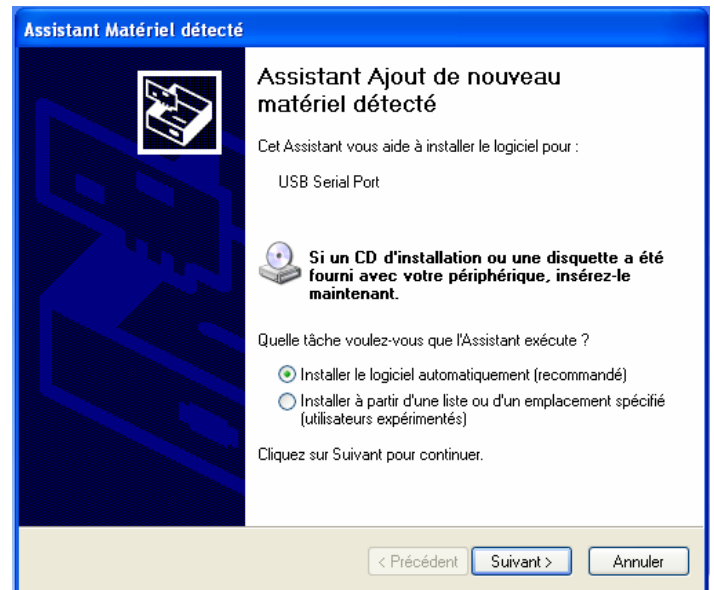 Assistant Matériel détecté
Assistant Ajout de nouveau
matériel détecté
Cet Assistant vous aide à installer le logiciel pour :
USB Serial Port
Si un CD d'installation ou une disquette a été
fourni avec votre périphérique, insérez-le
maintenant.
Quelle tâche voulez-vous que l'Assistant exécute ?
Installer le logiciel automatiquement (recommandé)
Installer à partir d'une liste ou d'un emplacement spécifié
(utilisateurs expérimentés)
Cliquez sur Suivant pour continuer.
< Précédent Suivant > Annuler